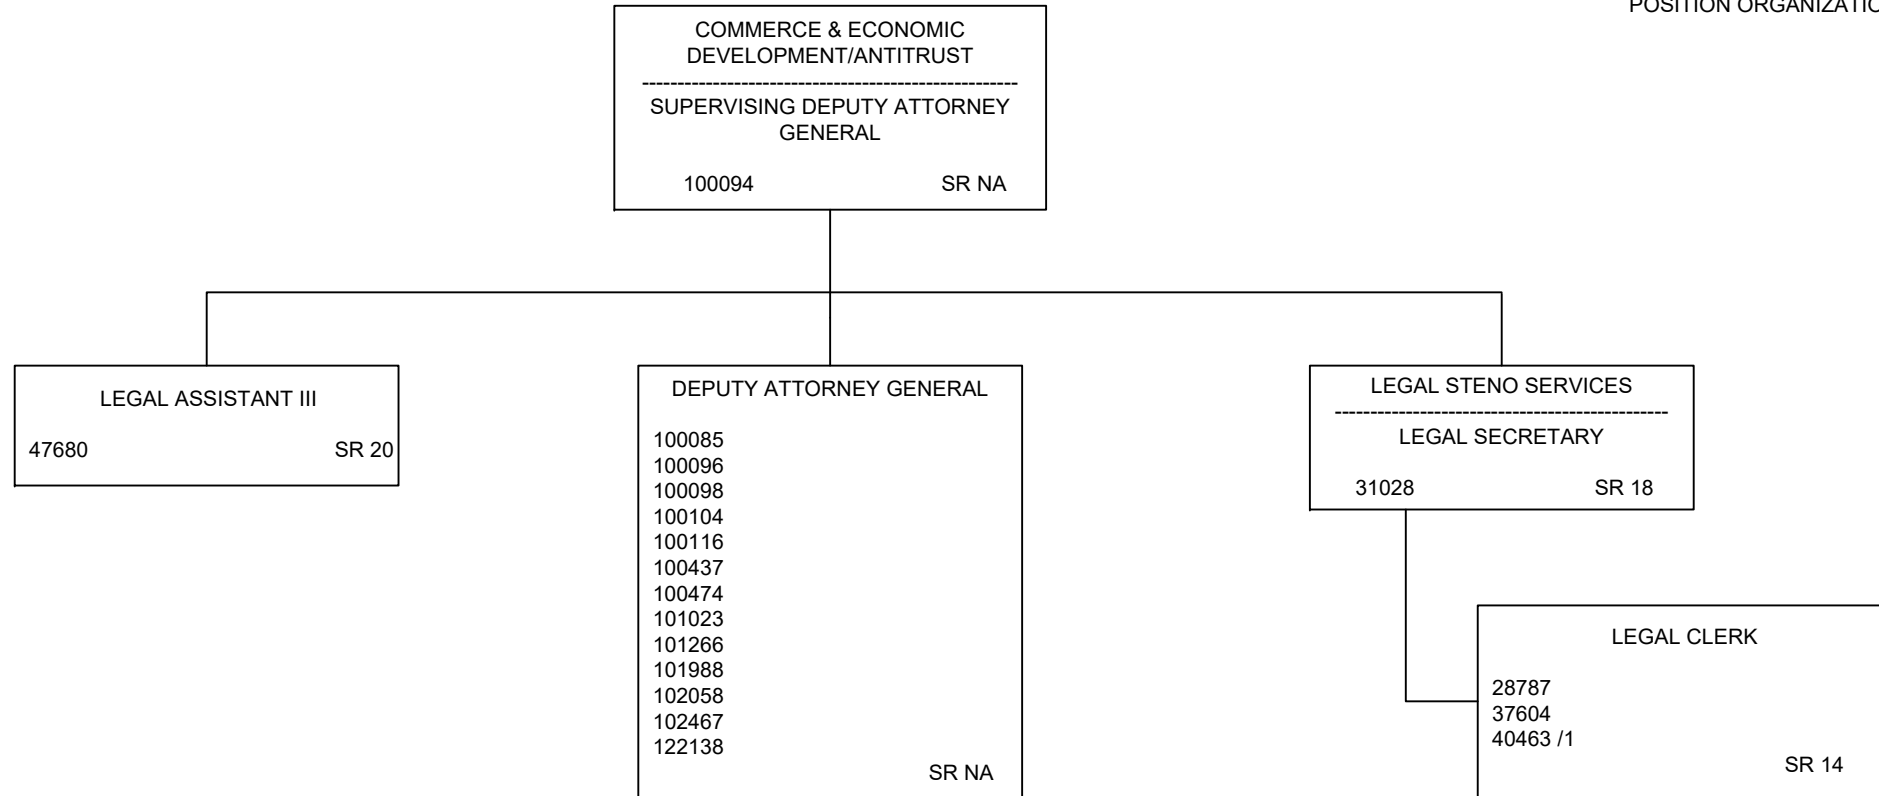 POSITION ORGANIZATIO
COMMERCE & ECONOMIC
DEVELOPMENT/ANTITRUST
SUPERVISING DEPUTY ATTORNEY
GENERAL
100094 SR NA
LEGAL ASSISTANT III
47680 SR 20
DEPUTY ATTORNEY GENERAL
100085
100096
100098
100104
100116
100437
100474
101023
101266
101988
102058
102467
122138
SR NA
LEGAL STENO SERVICES
LEGAL SECRETARY
31028 SR 18
LEGAL CLERK
28787
37604
40463 /1
SR 14